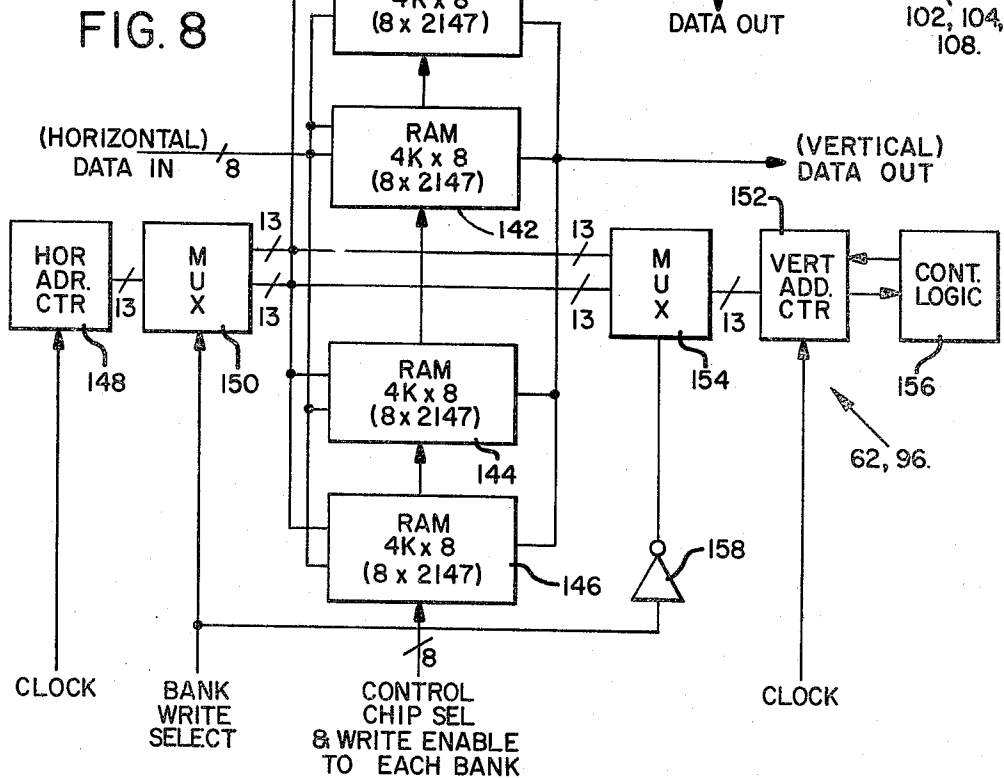 FIG. 8
4K x 8
(8 x 2147)
DATA OUT
102, 104,
108.
(HORIZONTAL)
DATA IN
8
RAM
4K x 8
(8 x 2147)
142
(VERTICAL)
DATA OUT
152
HOR
ADR.
CTR
13
148
MUX
150
13
13
13
13
MUX
154
13
VERT
ADD.
CTR
CONT.
LOGIC
156
RAM
4K x 8
(8 x 2147)
144
62, 96.
RAM
4K x 8
(8 x 2147)
146
158
8
CLOCK
BANK
WRITE
SELECT
CONTROL
CHIP SEL
& WRITE ENABLE
TO EACH BANK
CLOCK